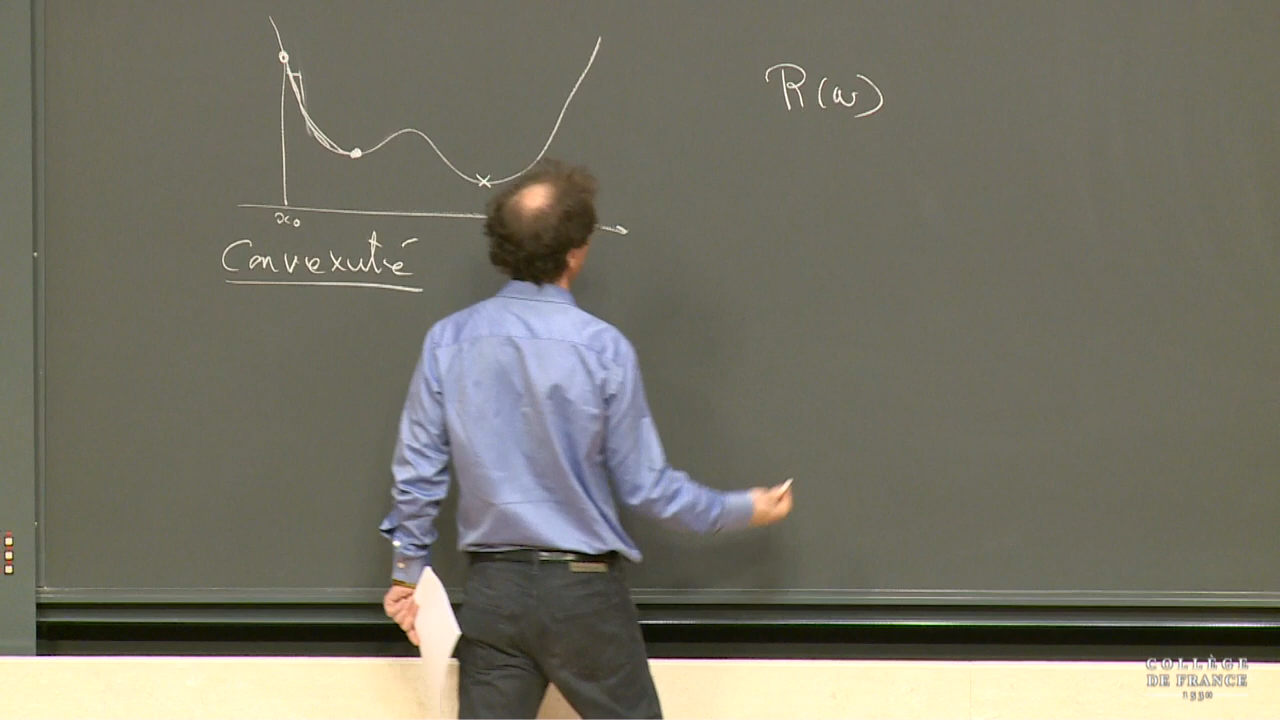 R(w)
x₀
Convexité
COLLÈGE
DE FRANCE
1530